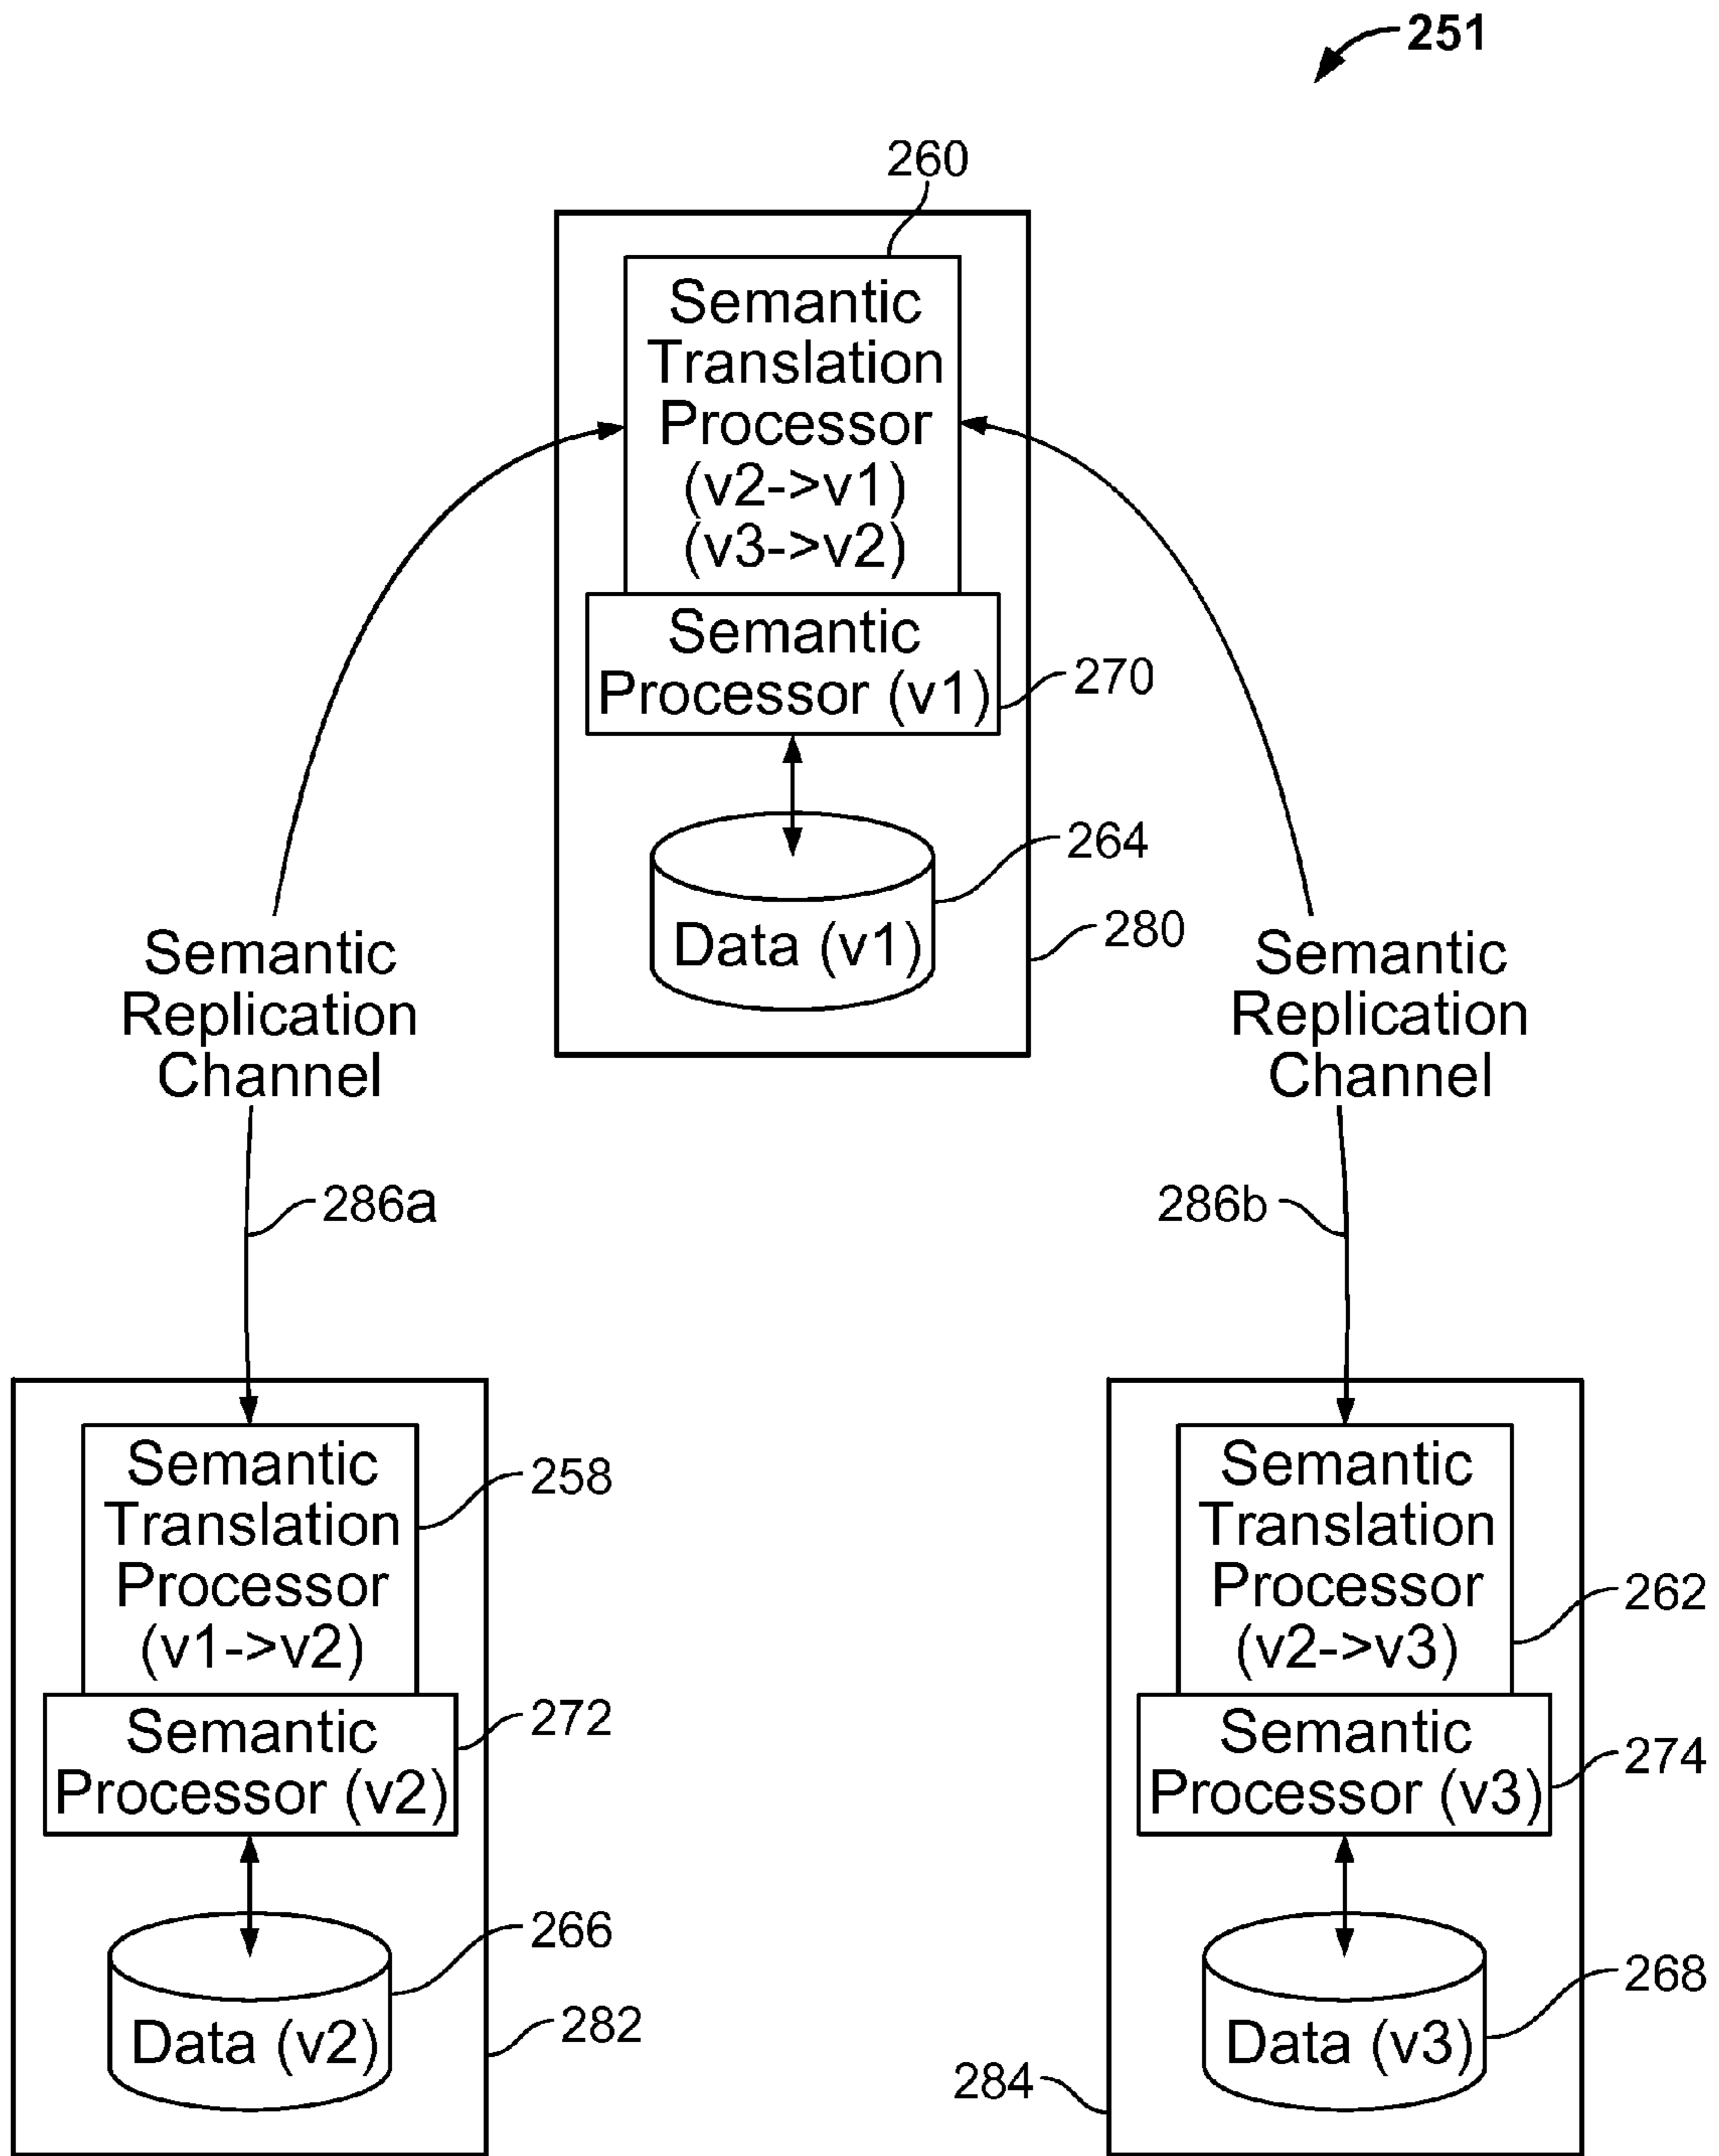 251
260
Semantic
Translation
Processor
(v2->v1)
(v3->v2)
Semantic
Processor (v1)
270
264
Data (v1)
280
Semantic
Replication
Channel
Semantic
Replication
Channel
286a
286b
Semantic
Translation
Processor
(v1->v2)
258
Semantic
Processor (v2)
272
266
Data (v2)
282
Semantic
Translation
Processor
(v2->v3)
262
Semantic
Processor (v3)
274
268
Data (v3)
284